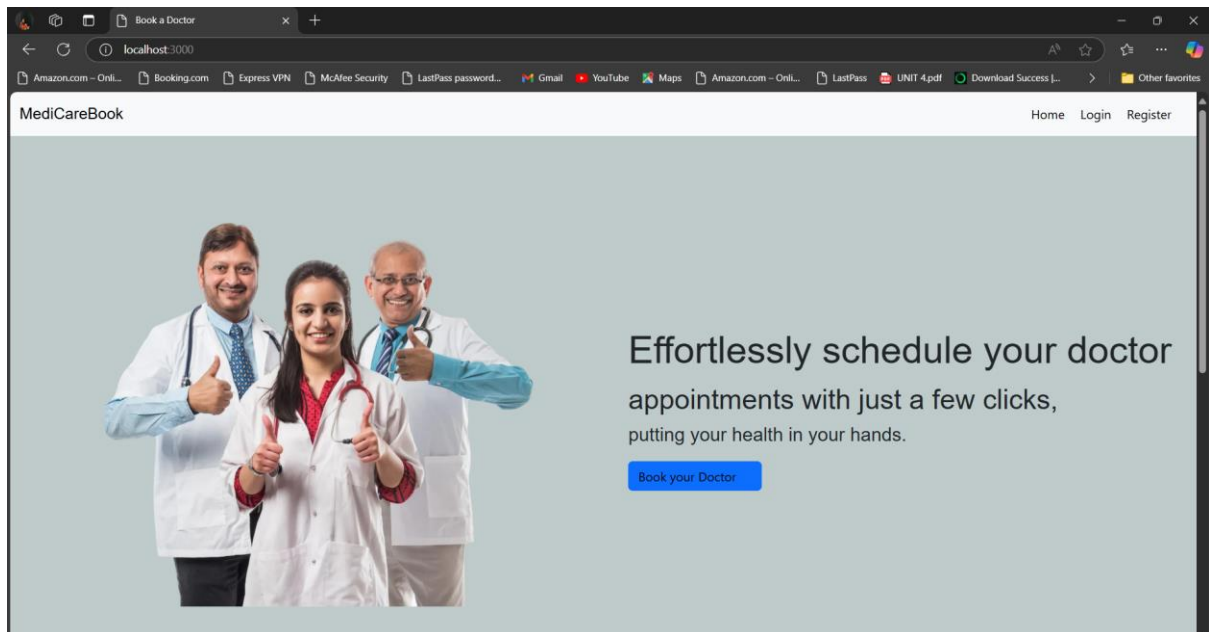 Book a Doctor
localhost:3000
Amazon.com – Onli... Booking.com Express VPN McAfee Security LastPass password... Gmail YouTube Maps Amazon.com – Onli... LastPass UNIT 4.pdf Download Success |... Other favorites
MediCareBook Home Login Register
Effortlessly schedule your doctor
appointments with just a few clicks,
putting your health in your hands.
Book your Doctor